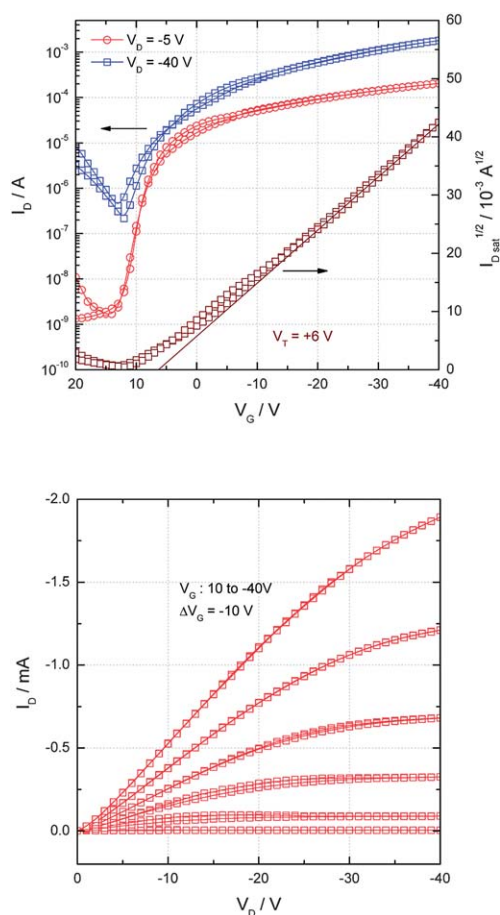 V_D = -5 V
V_D = -40 V
10^-3
10^-4
10^-5
10^-6
10^-7
10^-8
10^-9
10^-10
I_D / A
60
50
40
30
20
10
0
I_D sat^1/2 / 10^-3 A^1/2
V_T = +6 V
20 10 0 -10 -20 -30 -40
V_G / V
-2.0
-1.5
-1.0
-0.5
0.0
I_D / mA
V_G : 10 to -40V
ΔV_G = -10 V
0 -10 -20 -30 -40
V_D / V